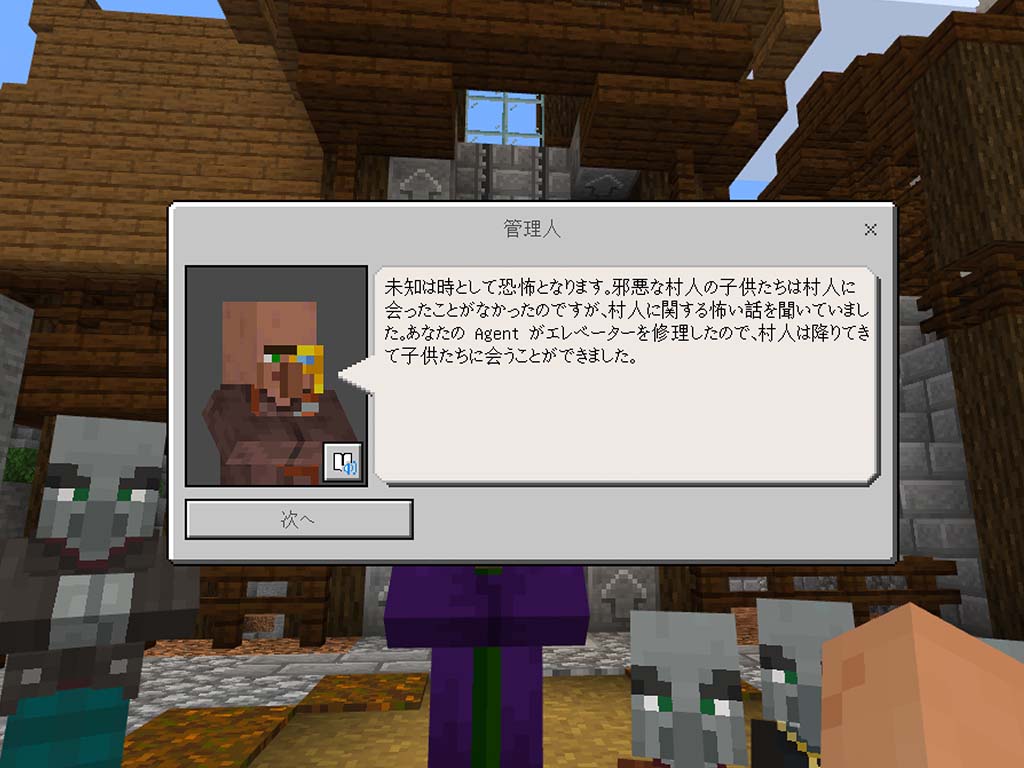 管理人
未知は時として恐怖となります。邪悪な村人の子供たちは村人に
会ったことがなかったのですが、村人に関する怖い話を聞いていまし
た。あなたの Agent がエレベーターを修理したので、村人は降りてき
て子供たちに会うことができました。
次へ